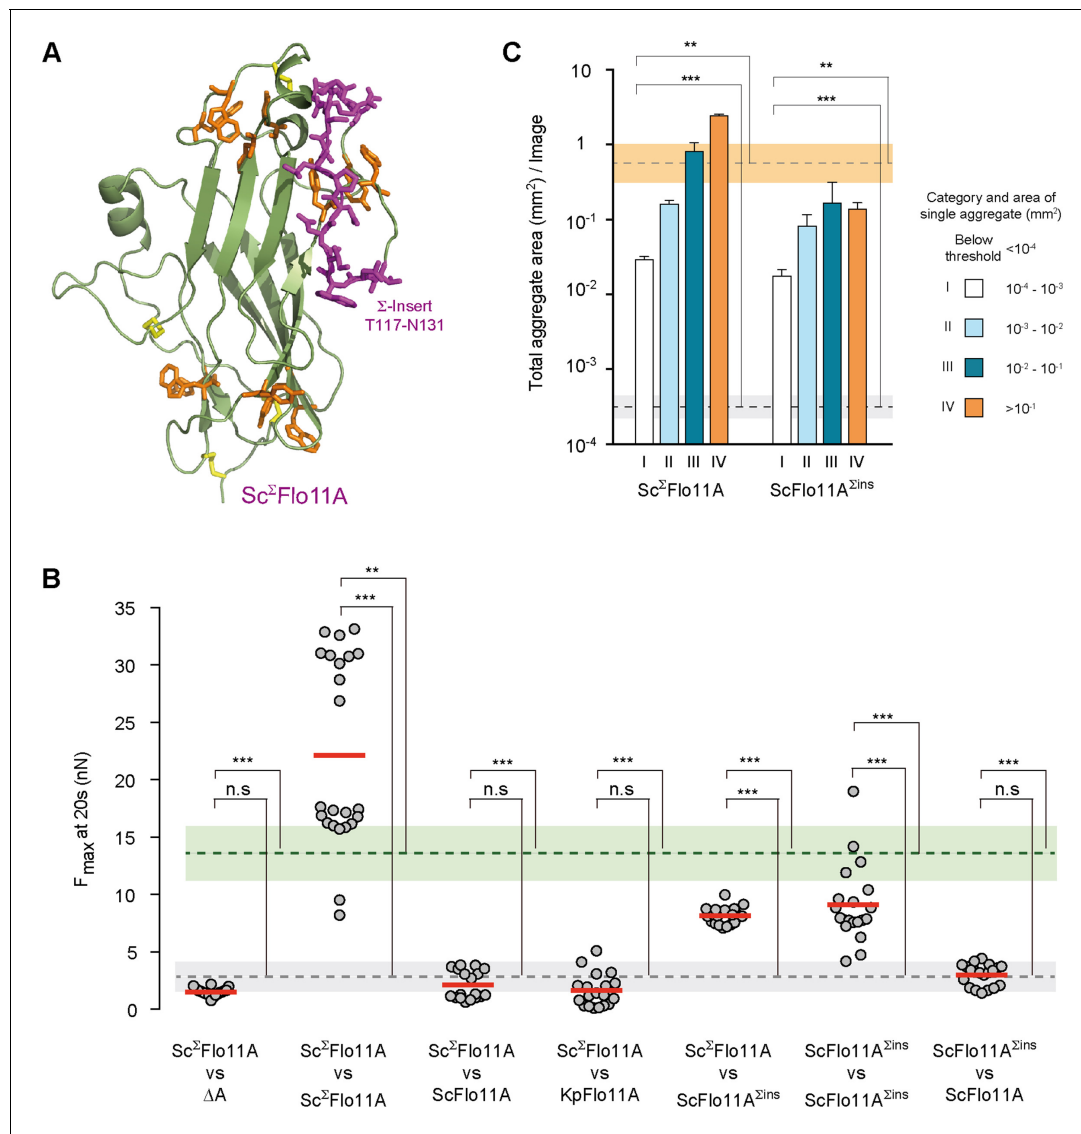 A
Σ-Insert
T117-N131
ScΣFlo11A
C
Total aggregate area (mm2) / Image
10
1
10-1
10-2
10-3
10-4
**
***
**
***
I II III IV
I II III IV
ScΣFlo11A
ScFlo11AΣins
Category and area of
single aggregate (mm2)
Below
threshold
<10-4
I 10-4 - 10-3
II 10-3 - 10-2
III 10-2 - 10-1
IV >10-1
B
Fmax at 20s (nN)
35
30
25
20
15
10
5
0
***
n.s
**
***
***
n.s
***
n.s
***
***
***
***
***
n.s
ScΣFlo11A
vs
ΔA
ScΣFlo11A
vs
ScΣFlo11A
ScΣFlo11A
vs
ScFlo11A
ScΣFlo11A
vs
KpFlo11A
ScΣFlo11A
vs
ScFlo11AΣins
ScFlo11AΣins
vs
ScFlo11AΣins
ScFlo11AΣins
vs
ScFlo11A